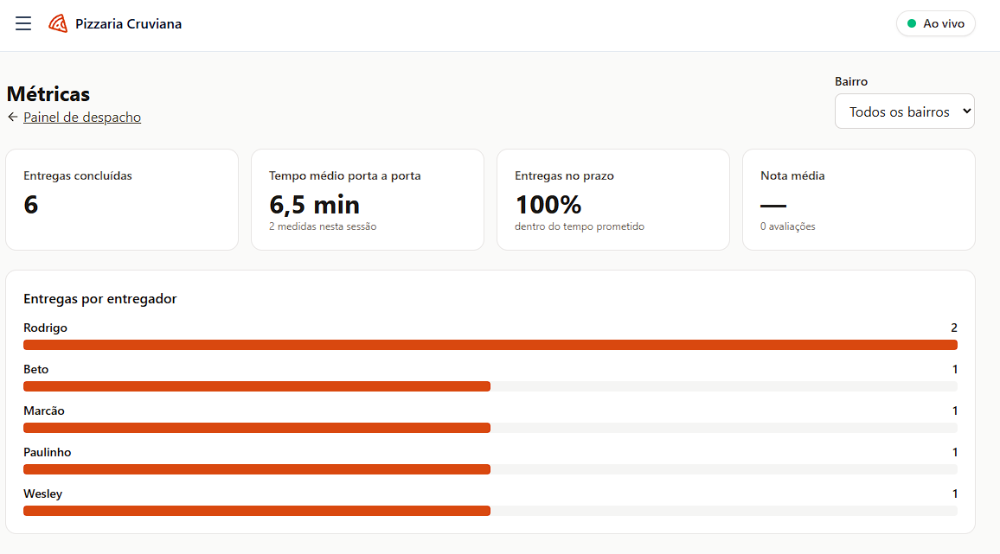 Pizzaria Cruviana
Ao vivo
Métricas
← Painel de despacho
Bairro
Todos os bairros
Entregas concluídas
6
Tempo médio porta a porta
6,5 min
2 medidas nesta sessão
Entregas no prazo
100%
dentro do tempo prometido
Nota média
—
0 avaliações
Entregas por entregador
Rodrigo 2
Beto 1
Marcão 1
Paulinho 1
Wesley 1